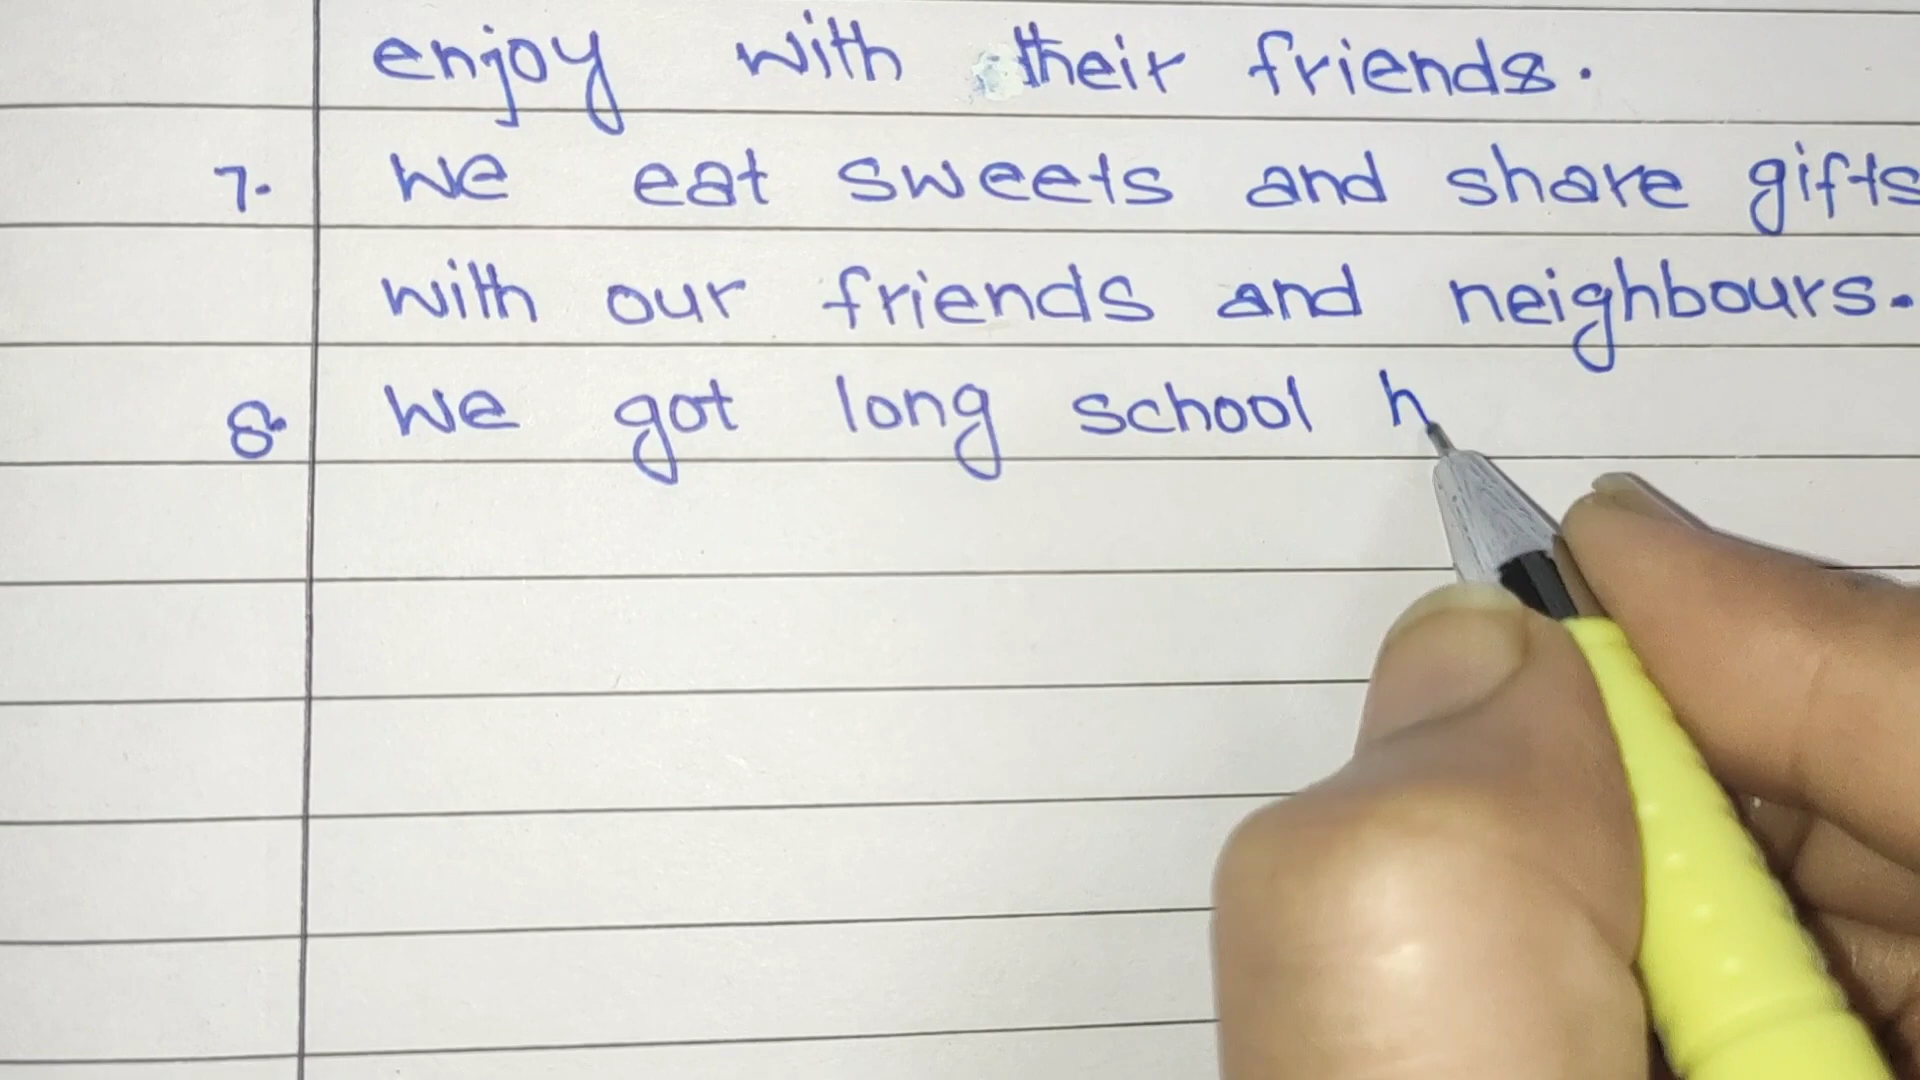 enjoy with their friends.
7. We eat sweets and share gifts
with our friends and neighbours.
8. We got long school h